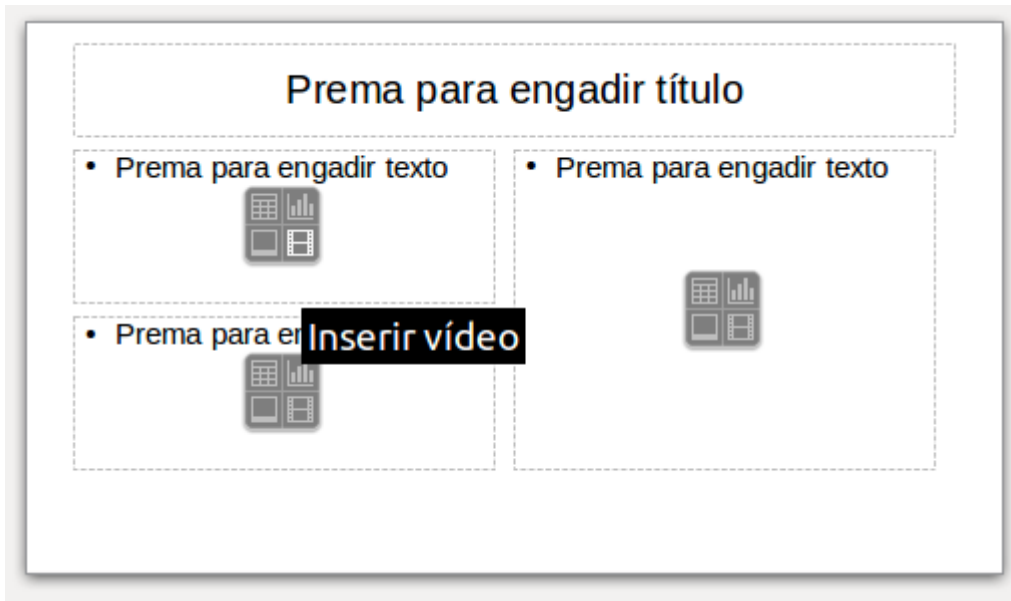 Prema para engadir título
• Prema para engadir texto
• Prema para engadir texto
• Prema para en
Inserir vídeo